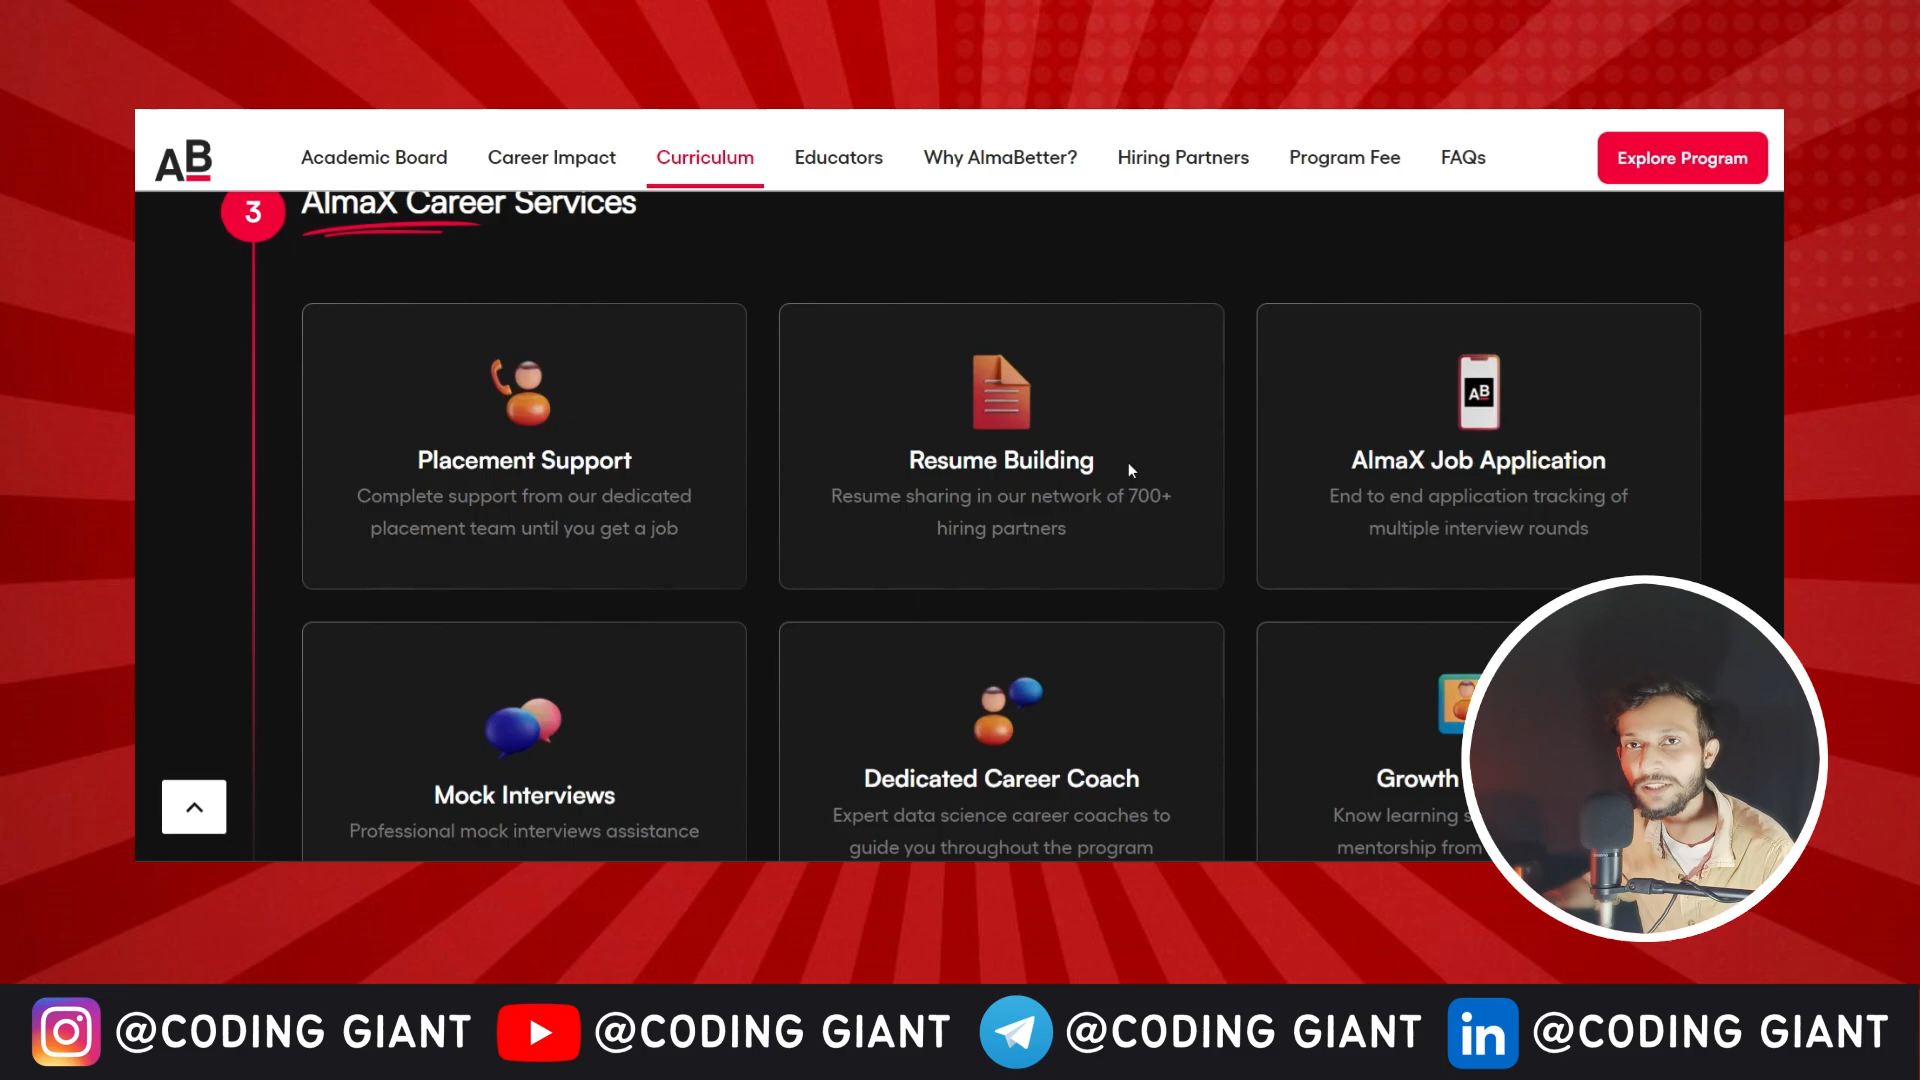 AB
Academic Board
Career Impact
Curriculum
Educators
Why AlmaBetter?
Hiring Partners
Program Fee
FAQs
Explore Program
3
AlmaX Career Services
Placement Support
Complete support from our dedicated
placement team until you get a job
Resume Building
Resume sharing in our network of 700+
hiring partners
AB
AlmaX Job Application
End to end application tracking of
multiple interview rounds
Mock Interviews
Professional mock interviews assistance
Dedicated Career Coach
Expert data science career coaches to
guide you throughout the program
Growth
Know learning
mentorship from
@CODING GIANT
@CODING GIANT
@CODING GIANT
in
@CODING GIANT